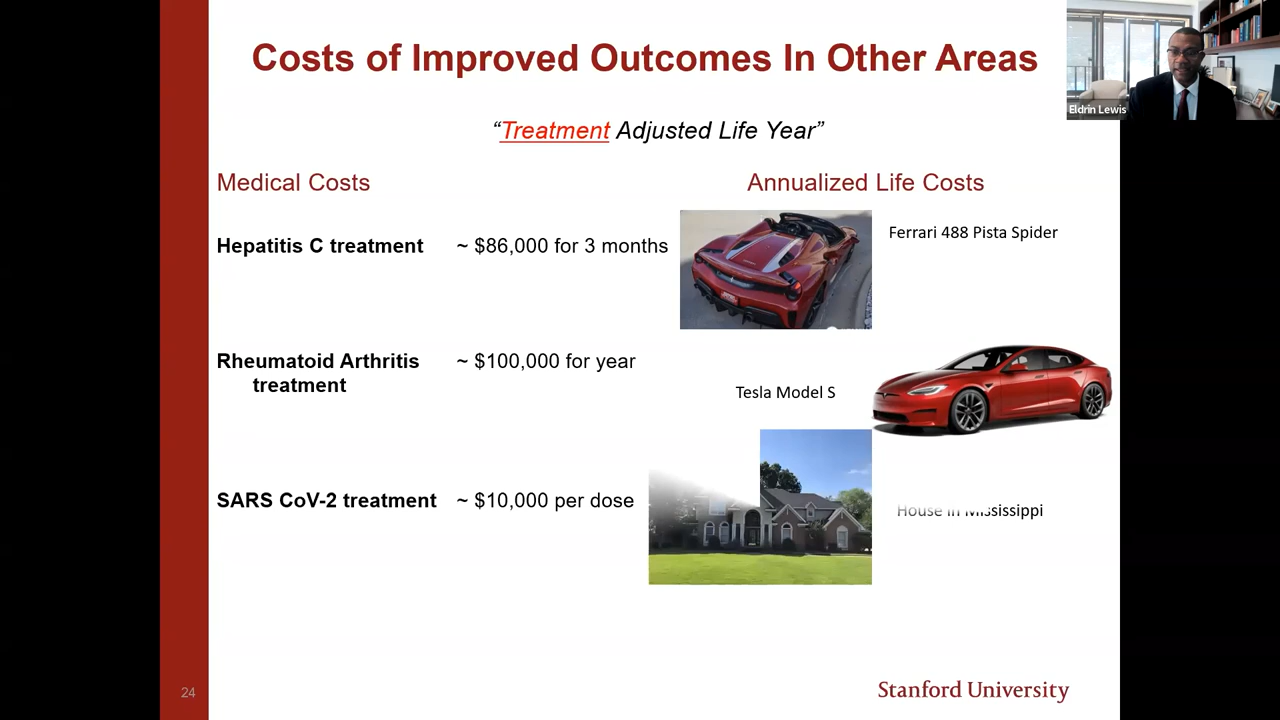 Costs of Improved Outcomes In Other Areas
Eldrin Lewis
“Treatment Adjusted Life Year”
Medical Costs
Annualized Life Costs
Hepatitis C treatment ~ $86,000 for 3 months
Ferrari 488 Pista Spider
Rheumatoid Arthritis ~ $100,000 for year
treatment
Tesla Model S
SARS CoV-2 treatment ~ $10,000 per dose
House in Mississippi
24
Stanford University